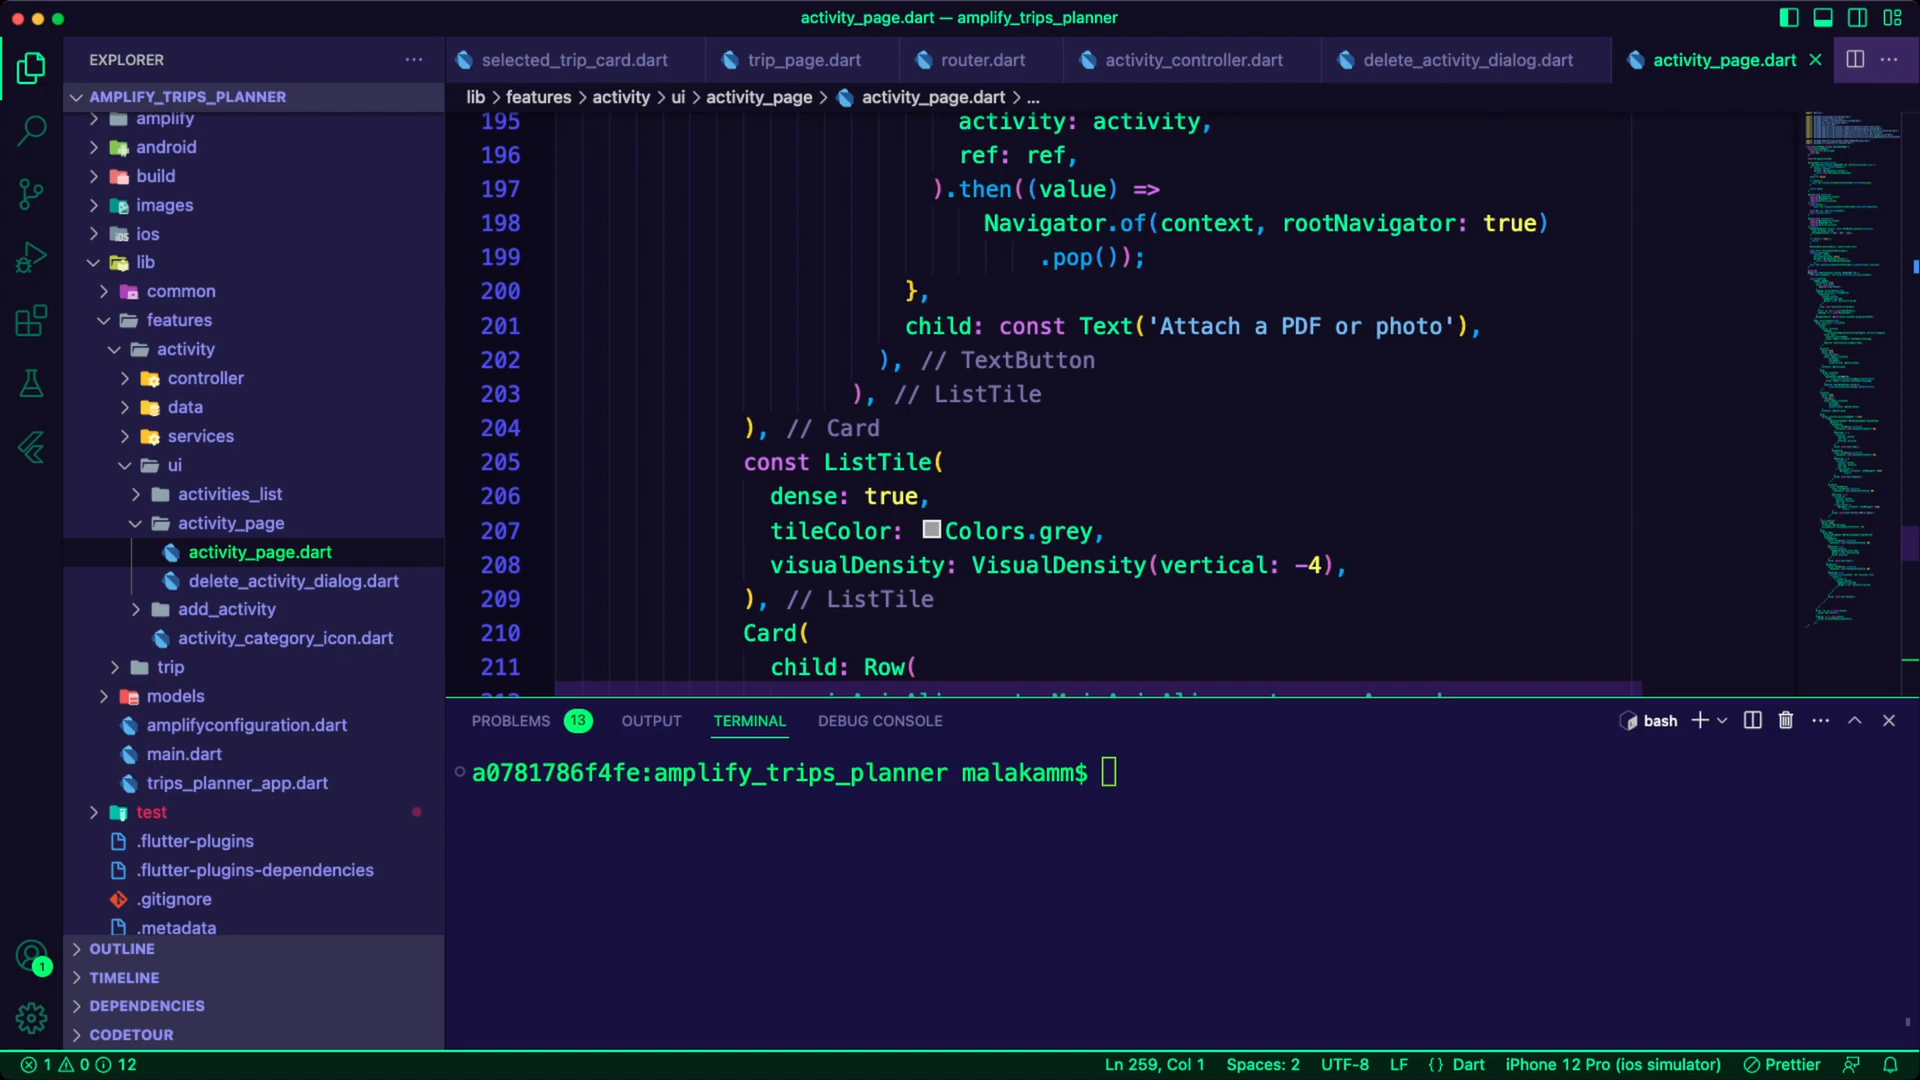 activity_page.dart — amplify_trips_planner
EXPLORER
selected_trip_card.dart
trip_page.dart
router.dart
activity_controller.dart
delete_activity_dialog.dart
activity_page.dart
lib > features > activity > ui > activity_page > activity_page.dart > ...
AMPLIFY_TRIPS_PLANNER
amplify
android
build
images
ios
lib
common
features
activity
controller
data
services
ui
activities_list
activity_page
activity_page.dart
delete_activity_dialog.dart
add_activity
activity_category_icon.dart
trip
models
amplifyconfiguration.dart
main.dart
trips_planner_app.dart
test
.flutter-plugins
.flutter-plugins-dependencies
.gitignore
.metadata
OUTLINE
TIMELINE
DEPENDENCIES
CODETOUR
195 activity: activity,
196 ref: ref,
197 ).then((value) =>
198 Navigator.of(context, rootNavigator: true)
199 .pop());
200 },
201 child: const Text('Attach a PDF or photo'),
202 ), // TextButton
203 ), // ListTile
204 ), // Card
205 const ListTile(
206 dense: true,
207 tileColor: Colors.grey,
208 visualDensity: VisualDensity(vertical: -4),
209 ), // ListTile
210 Card(
211 child: Row(
PROBLEMS 13 OUTPUT TERMINAL DEBUG CONSOLE
bash
a0781786f4fe:amplify_trips_planner malakamm$
1
1 0 12
Ln 259, Col 1 Spaces: 2 UTF-8 LF {} Dart iPhone 12 Pro (ios simulator) Prettier